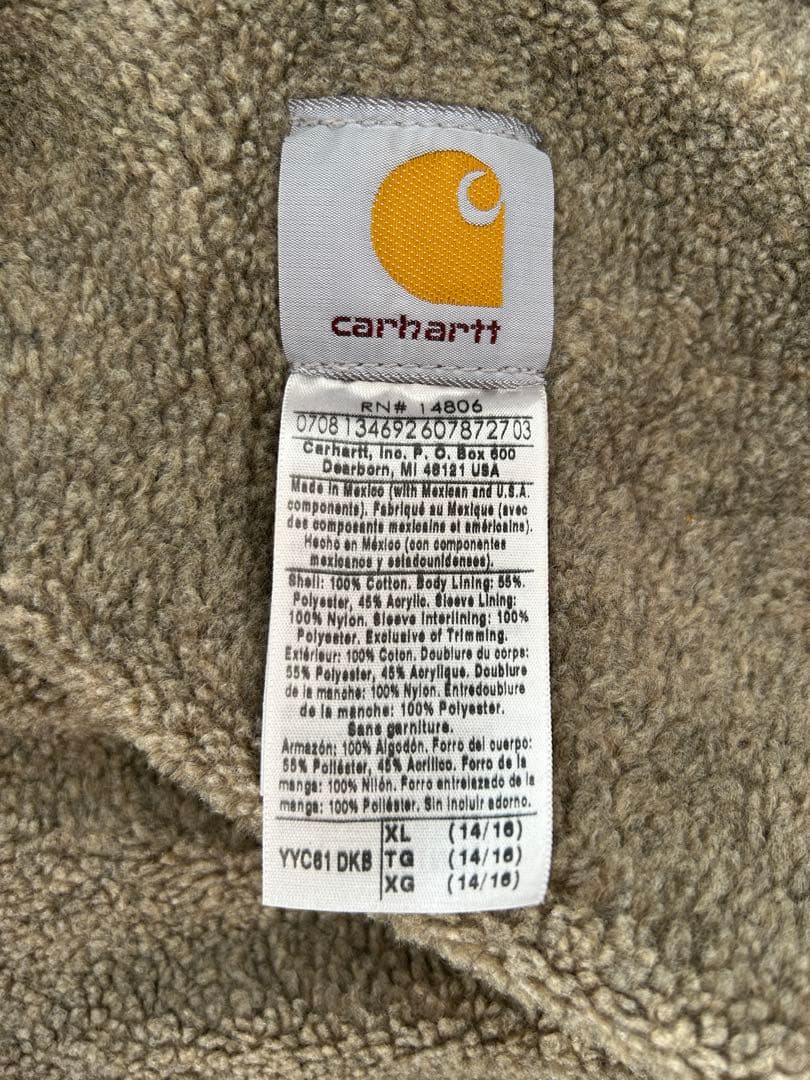 carhartt
RN# 14806
0708134692607872703
Carhartt, Inc. P. O. Box 600
Dearborn, MI 48121 USA
Made in Mexico (with Mexican and U.S.A.
components). Fabriqué au Mexique (avec
des composants mexicains et américains).
Hecho en México (con componentes
mexicanos y estadounidenses).
Shell: 100% Cotton. Body Lining: 55%
Polyester, 45% Acrylic. Sleeve Lining:
100% Nylon. Sleeve Interlining: 100%
Polyester. Exclusive of Trimming.
Extérieur: 100% Coton. Doublure du corps:
55% Polyester, 45% Acrylique. Doublure
de la manche: 100% Nylon. Entredoublure
de la manche: 100% Polyester.
Sans garniture.
Armazón: 100% Algodón. Forro del cuerpo:
55% Poliéster, 45% Acrílico. Forro de la
manga: 100% Nilón. Forro entrelazado de la
manga: 100% Poliéster. Sin incluir adorno.
XL (14/16)
YYC61 DKB TG (14/16)
XG (14/16)